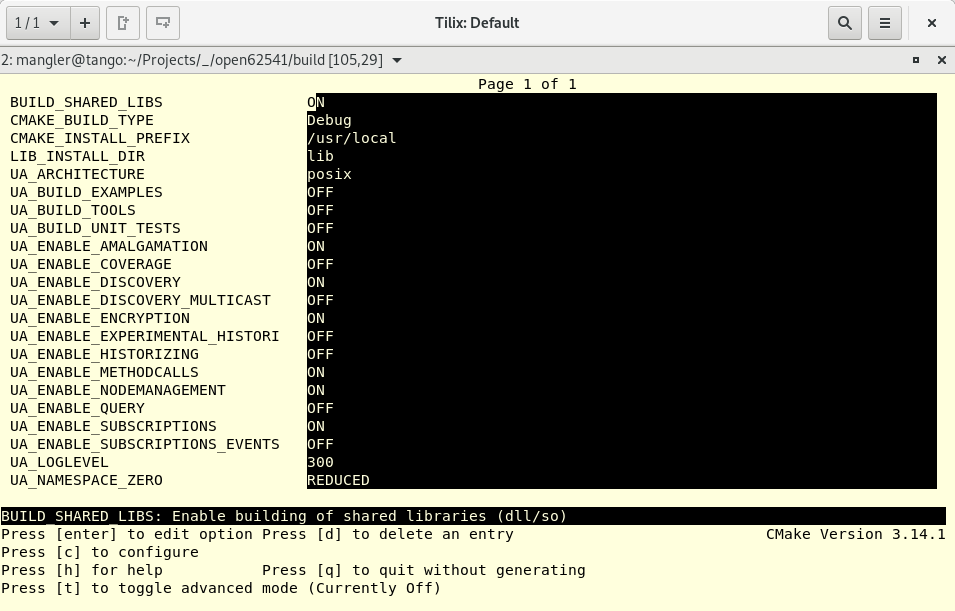 1 / 1
Tilix: Default
2: mangler@tango:~/Projects/_/open62541/build [105,29]
Page 1 of 1
BUILD_SHARED_LIBS ON
CMAKE_BUILD_TYPE Debug
CMAKE_INSTALL_PREFIX /usr/local
LIB_INSTALL_DIR lib
UA_ARCHITECTURE posix
UA_BUILD_EXAMPLES OFF
UA_BUILD_TOOLS OFF
UA_BUILD_UNIT_TESTS OFF
UA_ENABLE_AMALGAMATION ON
UA_ENABLE_COVERAGE OFF
UA_ENABLE_DISCOVERY ON
UA_ENABLE_DISCOVERY_MULTICAST OFF
UA_ENABLE_ENCRYPTION ON
UA_ENABLE_EXPERIMENTAL_HISTORI OFF
UA_ENABLE_HISTORIZING OFF
UA_ENABLE_METHODCALLS ON
UA_ENABLE_NODEMANAGEMENT ON
UA_ENABLE_QUERY OFF
UA_ENABLE_SUBSCRIPTIONS ON
UA_ENABLE_SUBSCRIPTIONS_EVENTS OFF
UA_LOGLEVEL 300
UA_NAMESPACE_ZERO REDUCED
BUILD_SHARED_LIBS: Enable building of shared libraries (dll/so)
Press [enter] to edit option Press [d] to delete an entry CMake Version 3.14.1
Press [c] to configure
Press [h] for help Press [q] to quit without generating
Press [t] to toggle advanced mode (Currently Off)